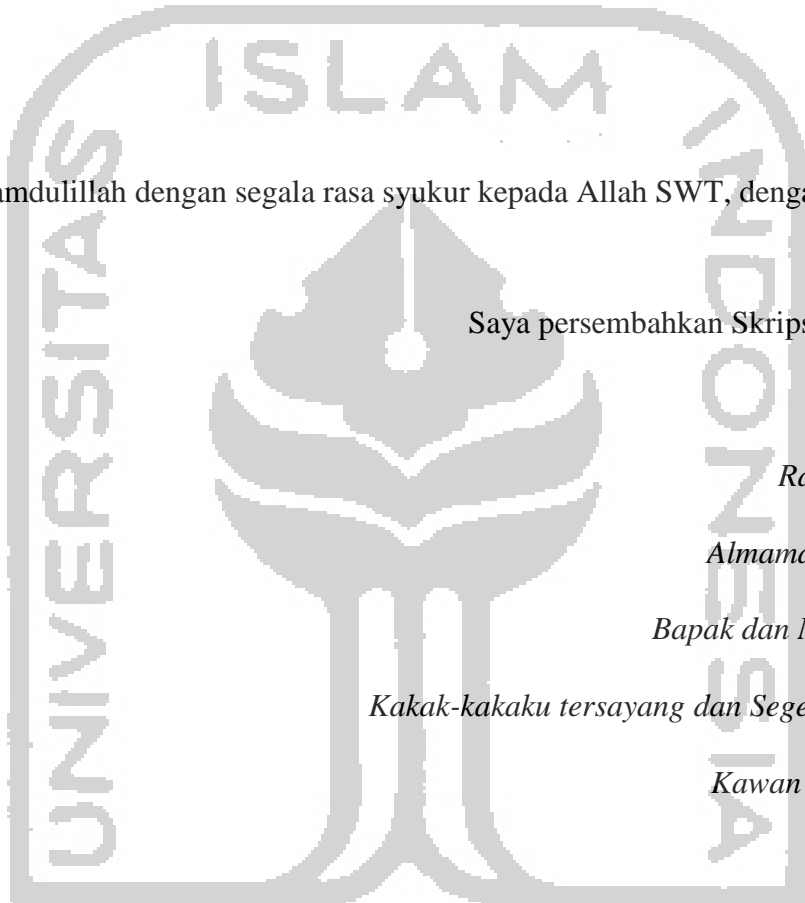 ISLAM
UNIVERSITAS
INDONESIA
amdulillah dengan segala rasa syukur kepada Allah SWT, denga
Saya persembahkan Skrips
Ra
Almama
Bapak dan
Kakak-kakaku tersayang dan Sege
Kawan